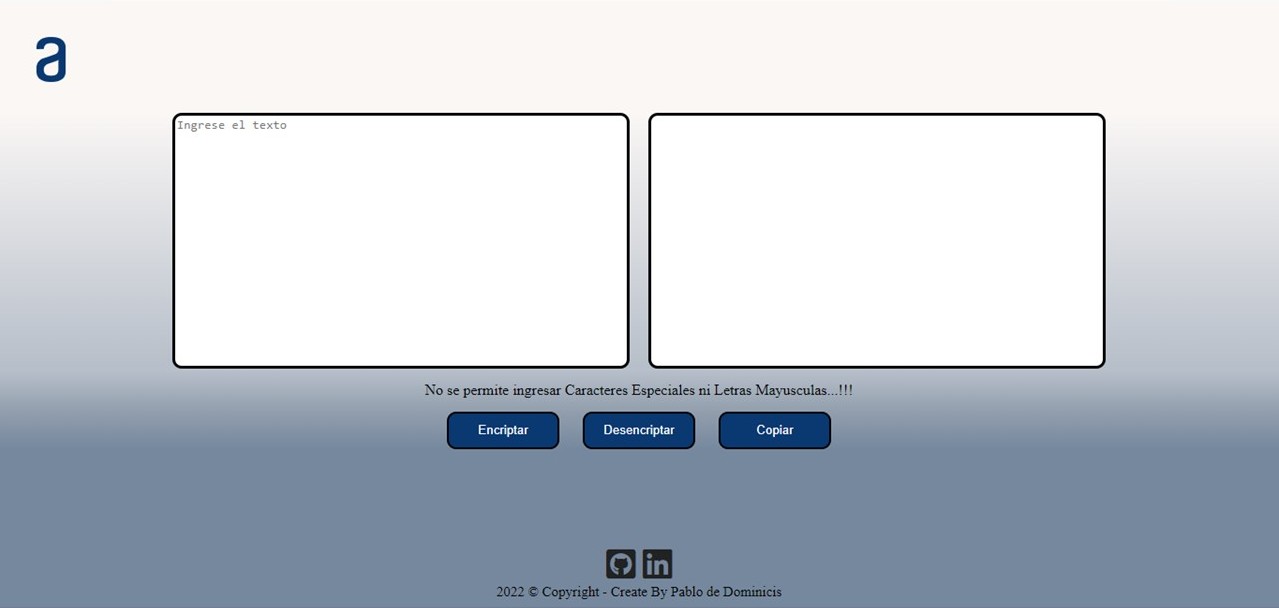 a
Ingrese el texto
No se permite ingresar Caracteres Especiales ni Letras Mayusculas...!!!
Encriptar Desencriptar Copiar
in
2022 © Copyright - Create By Pablo de Dominicis